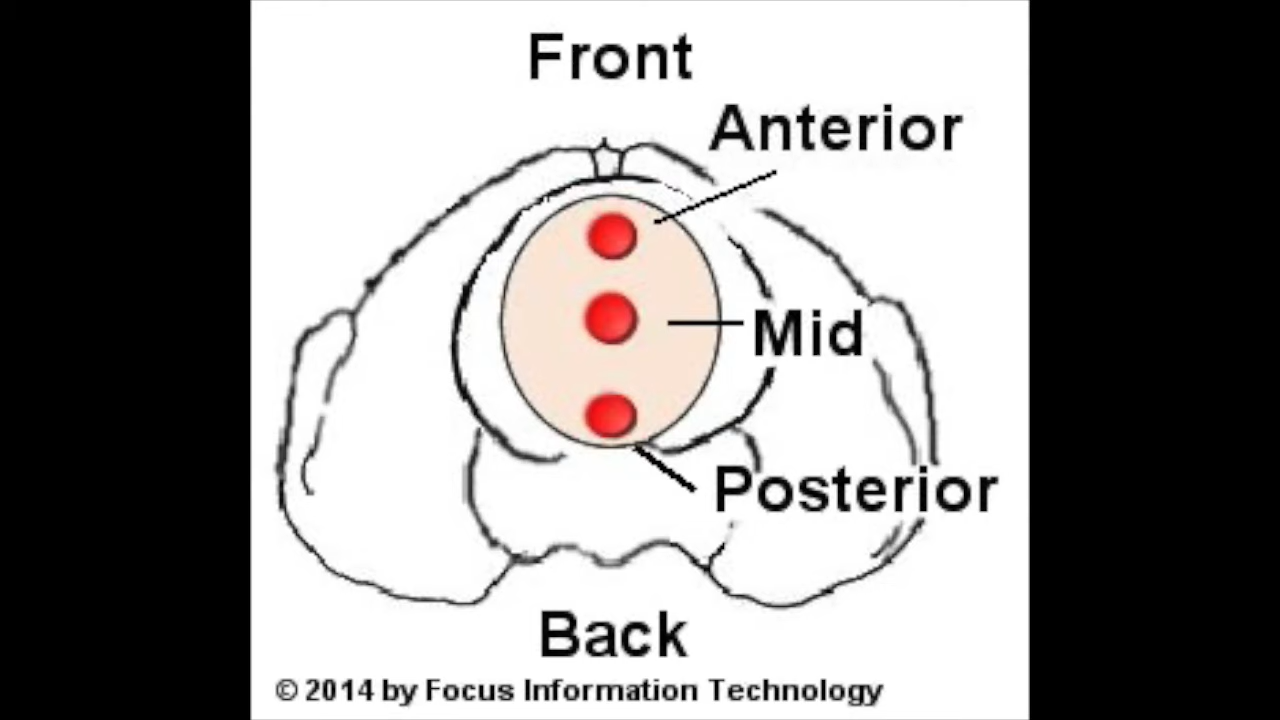 Front
Anterior
Mid
Posterior
Back
© 2014 by Focus Information Technology